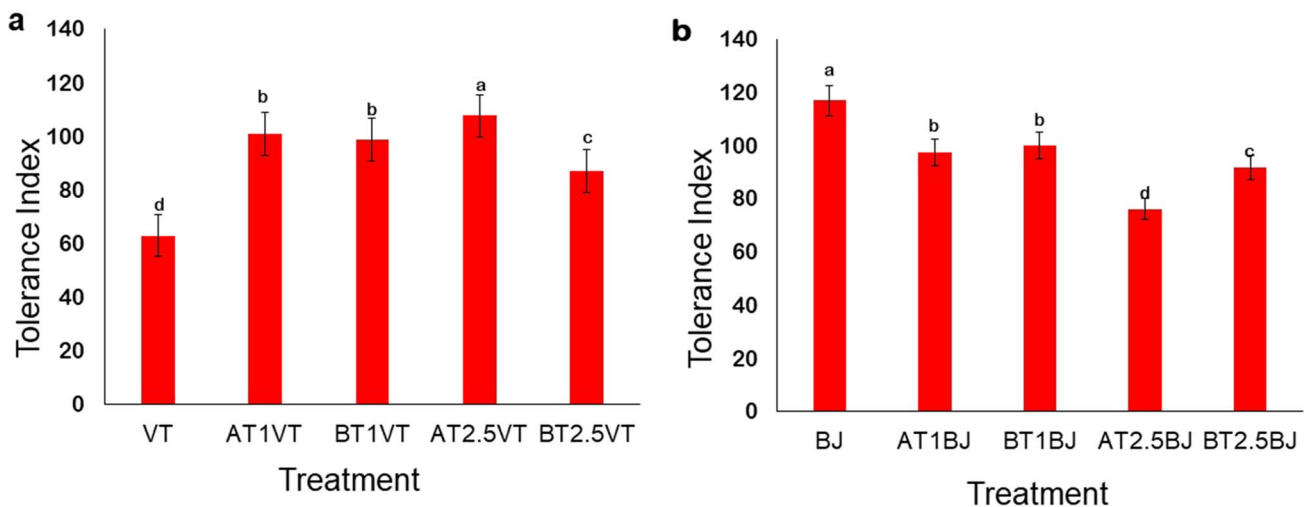 a
Tolerance Index
140
120
100
80
60
40
20
0
d
b
b
a
c
VT AT1VT BT1VT AT2.5VT BT2.5VT
Treatment
b
Tolerance Index
140
120
100
80
60
40
20
0
a
b
b
d
c
BJ AT1BJ BT1BJ AT2.5BJ BT2.5BJ
Treatment